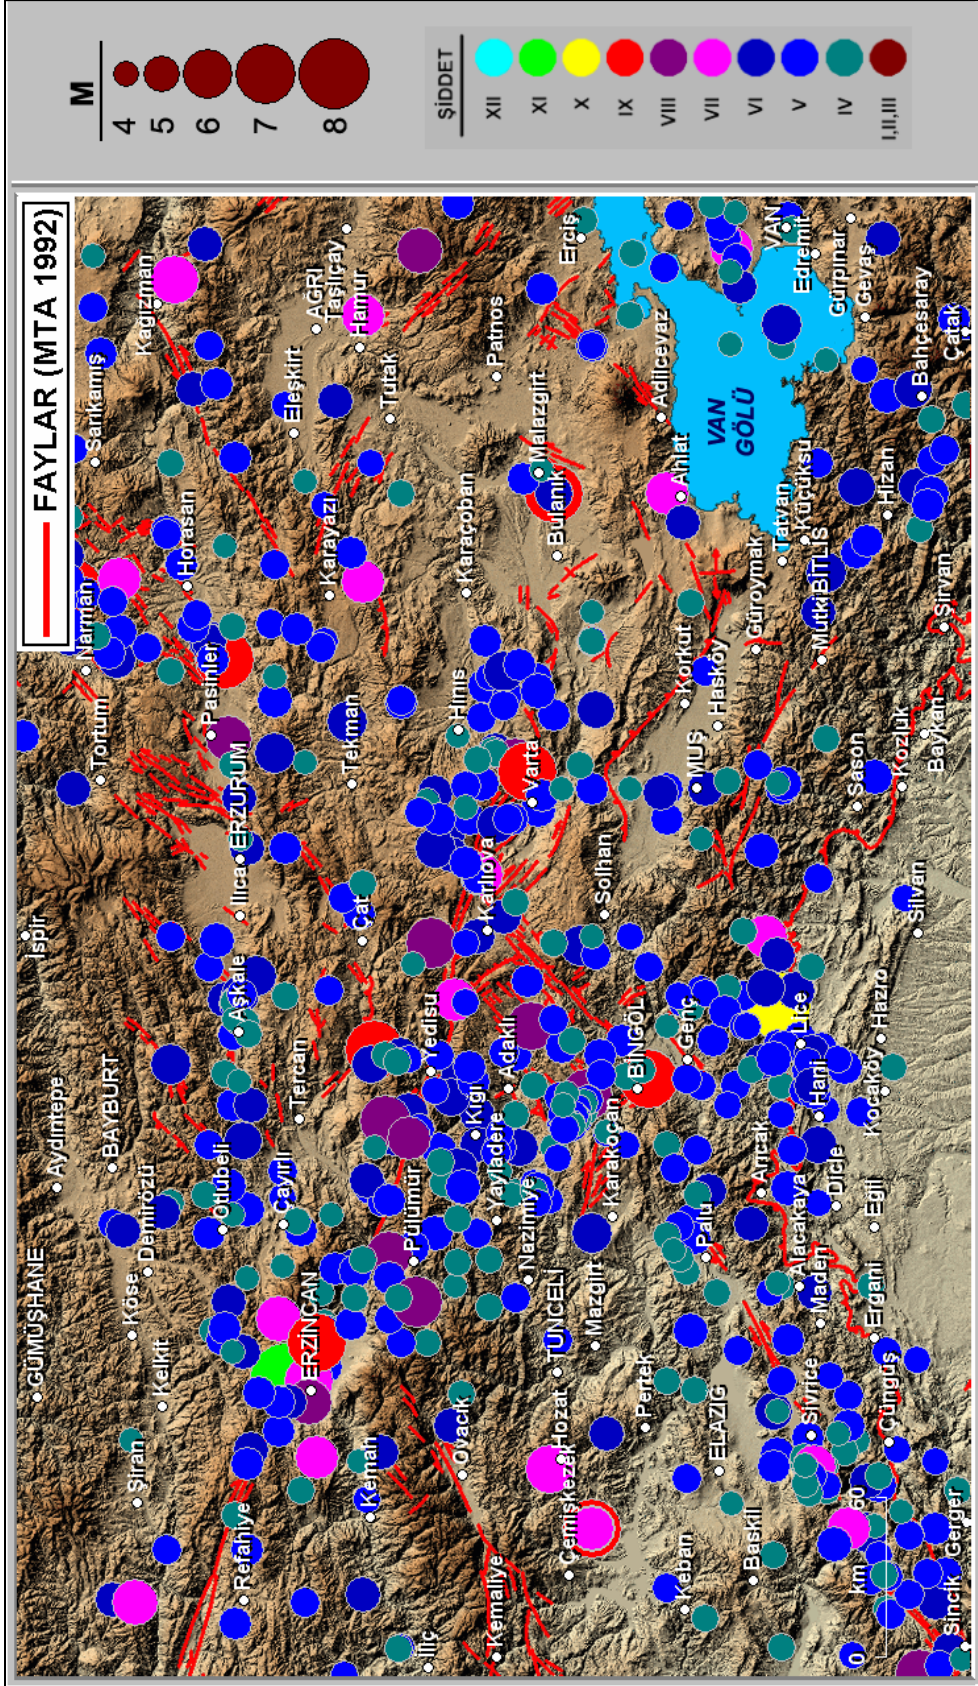 FAYLAR (MTA 1992)
M
4
5
6
7
8
ŞİDDET
XII
XI
X
IX
VIII
VII
VI
V
IV
I,II,III
GÜMÜŞHANE
Aydıntepe
İspir
BAYBURT
Tortum
Narman
Sarıkamış
Kağızman
Şiran
Kelkit
Köse
Demirözü
Otlubeli
Aşkale
Ilıca
ERZURUM
Pasinler
Horasan
Eleşkirt
AĞRI
Taşlıçay
Refahiye
ERZİNCAN
Çayırlı
Tercan
Çat
Tekman
Karayazı
Tutak
Hamur
Kemah
İliç
Pülümür
Yedisu
Karlıova
Hınıs
Karaçoban
Patnos
Kemaliye
Ovacık
Nazimiye
Yayladere
Kığı
Adaklı
Varto
Bulanık
Malazgirt
Erciş
Çemişkezek
Hozat
TUNCELİ
Mazgirt
Karakoçan
BİNGÖL
Solhan
Adilcevaz
Ahlat
Keban
Pertek
ELAZIĞ
Palu
Genç
MUŞ
Korkut
Hasköy
Güroymak
Tatvan
VAN GÖLÜ
VAN
Edremit
Baskil
Sivrice
Maden
Alacakaya
Arıcak
Hani
Lice
Mutki
BİTLİS
Küçüksu
Gürpınar
Gevaş
Cüngüş
Ergani
Eğil
Dicle
Kocaköy
Hazro
Silvan
Sason
Kozluk
Baykan
Şirvan
Hizan
Bahçesaray
Çatak
Sincik
Gerger
0
km
60